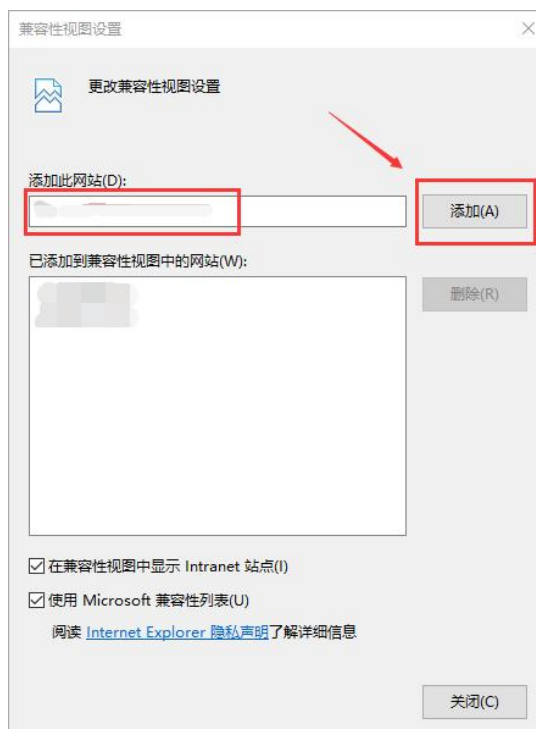 兼容性视图设置
更改兼容性视图设置
添加此网站(D):
添加(A)
已添加到兼容性视图中的网站(W):
删除(R)
在兼容性视图中显示 Intranet 站点(I)
使用 Microsoft 兼容性列表(U)
阅读 Internet Explorer 隐私声明了解详细信息
关闭(C)